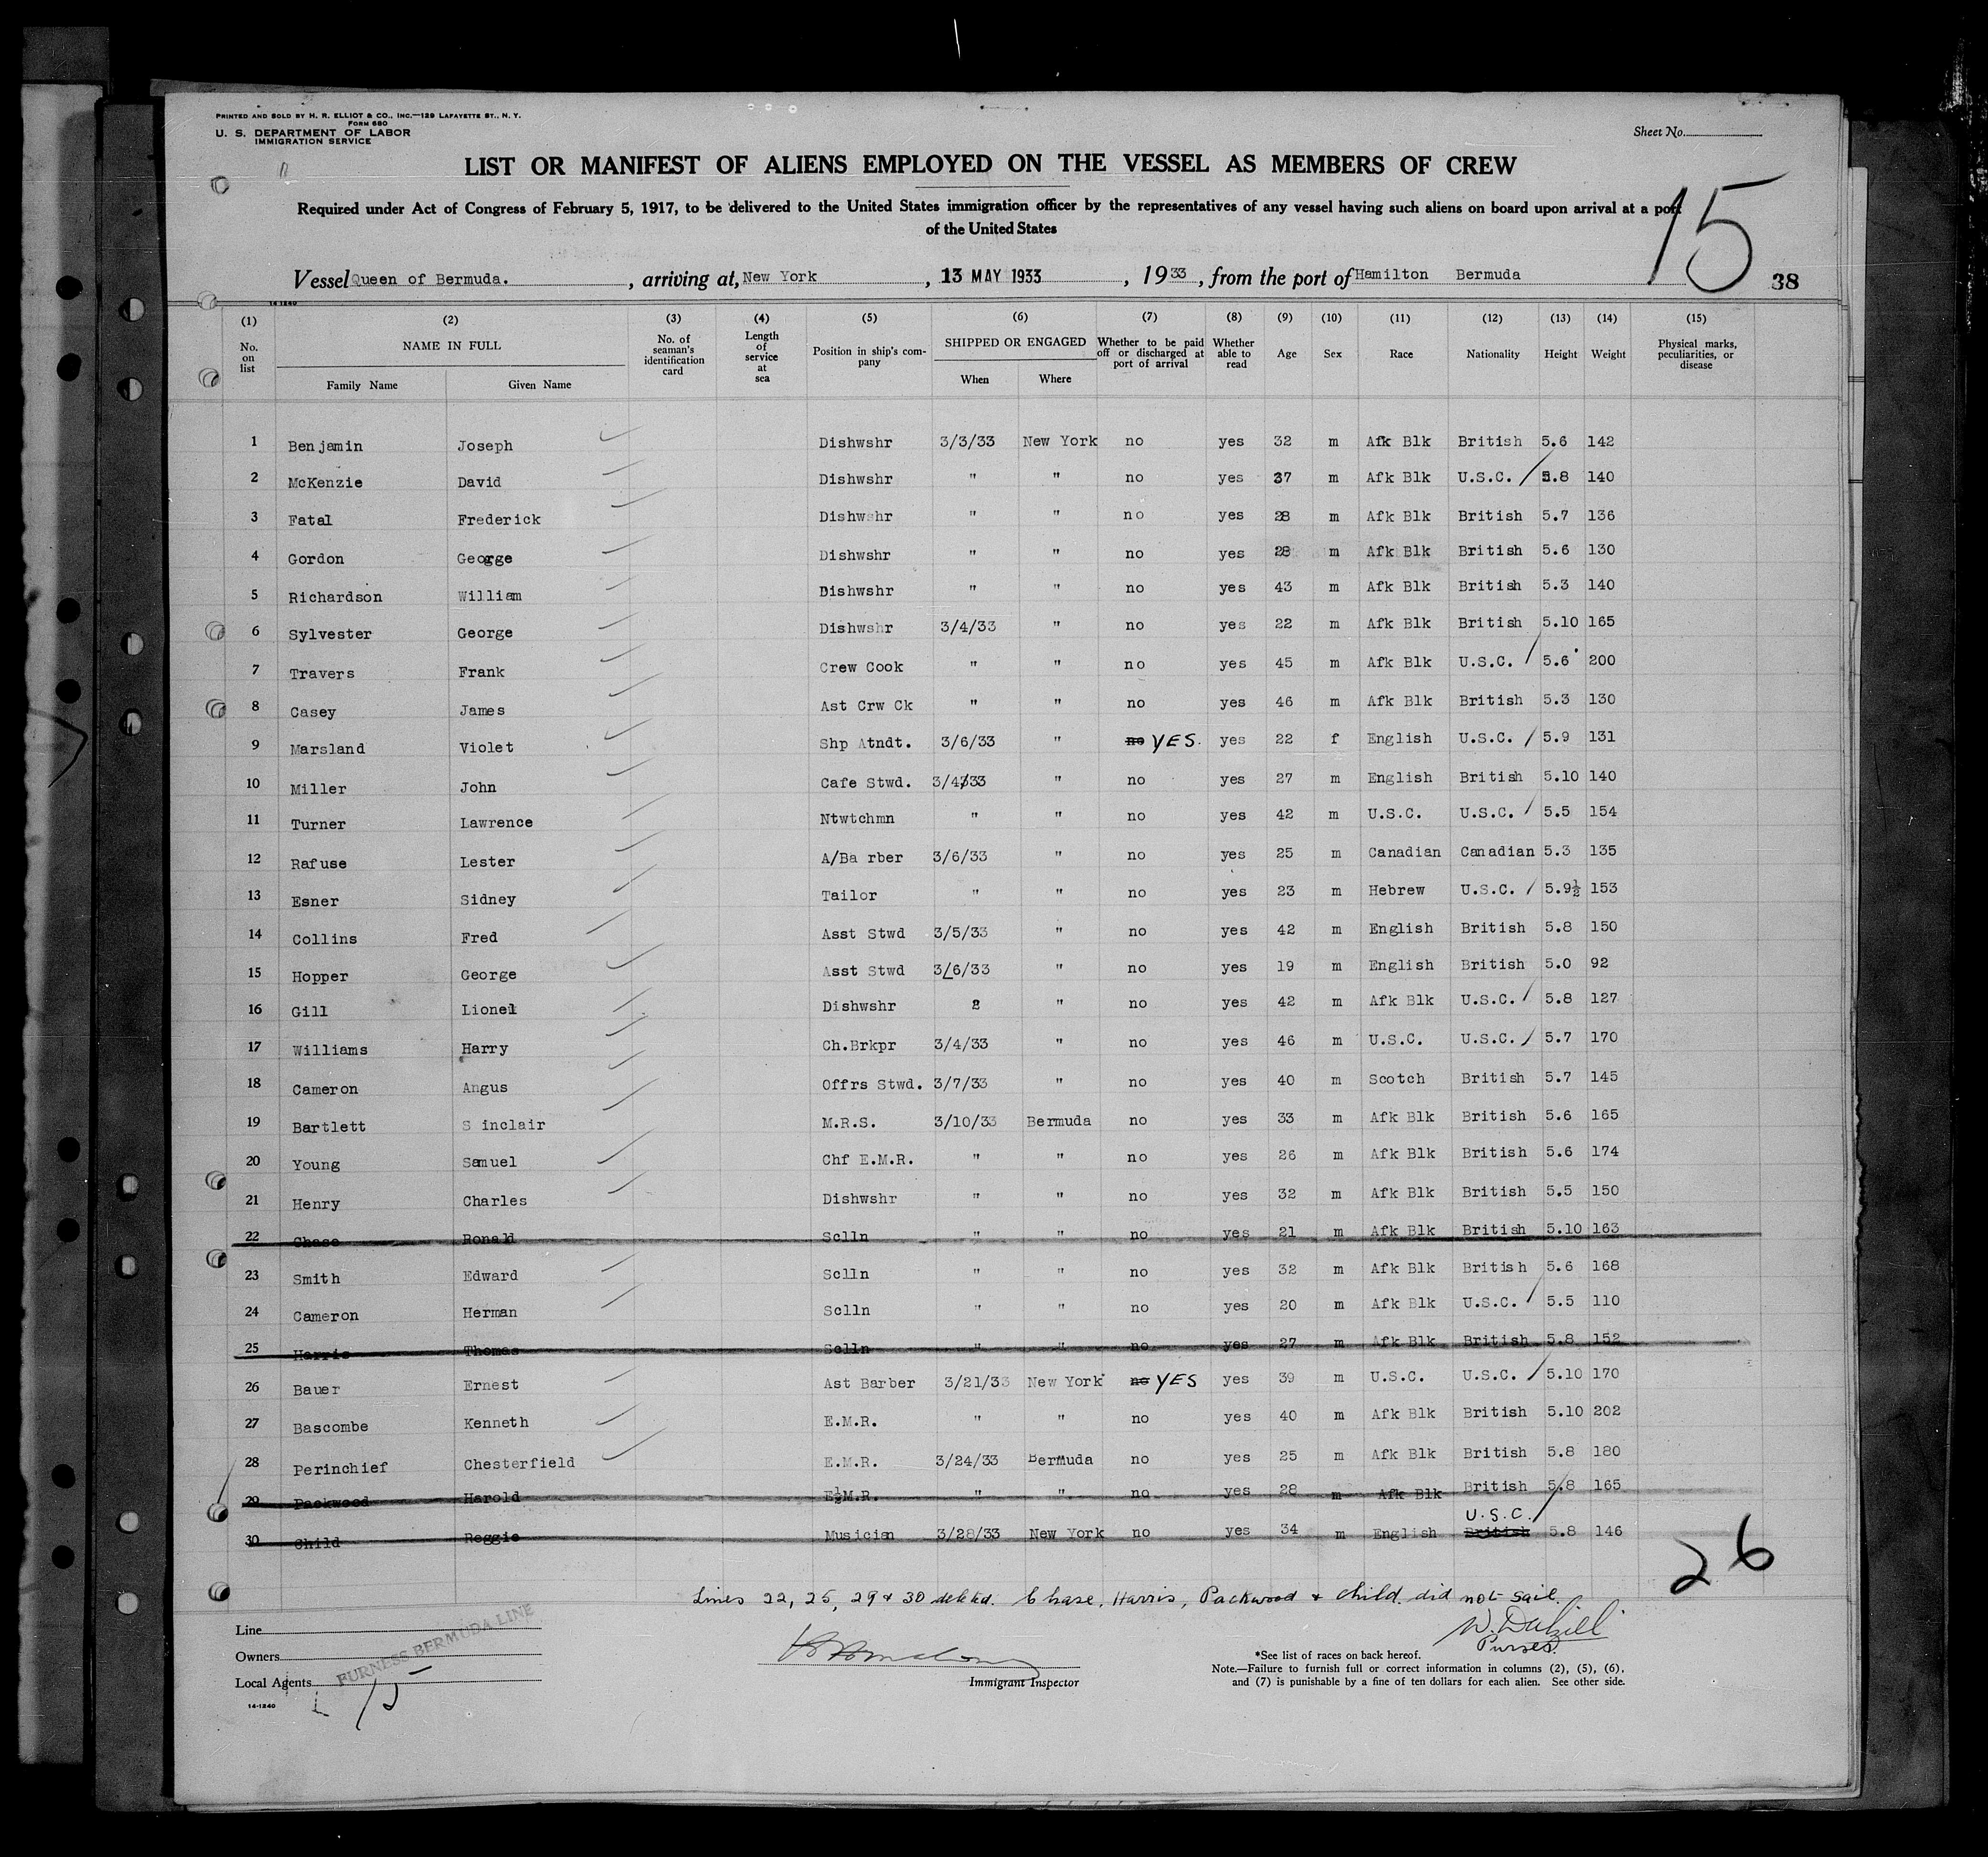 PRINTED AND SOLD BY H. R. ELLIOT & CO., INC.—129 LAFAYETTE ST., N. Y.
FORM 680
U. S. DEPARTMENT OF LABOR
IMMIGRATION SERVICE
Sheet No.
LIST OR MANIFEST OF ALIENS EMPLOYED ON THE VESSEL AS MEMBERS OF CREW
Required under Act of Congress of February 5, 1917, to be delivered to the United States immigration officer by the representatives of any vessel having such aliens on board upon arrival at a port
of the United States
15
Vessel Queen of Bermuda. , arriving at, New York , 13 MAY 1933 , 1933 , from the port of Hamilton Bermuda
38
14-1240
(1) (2) (3) (4) (5) (6) (7) (8) (9) (10) (11) (12) (13) (14) (15)
No. on list NAME IN FULL Family Name Given Name No. of seaman's identification card Length of service at sea Position in ship's company SHIPPED OR ENGAGED When Where Whether to be paid off or discharged at port of arrival Whether able to read Age Sex Race Nationality Height Weight Physical marks, peculiarities, or disease
1 Benjamin Joseph Dishwshr 3/3/33 New York no yes 32 m Afk Blk British 5.6 142
2 McKenzie David Dishwshr " " no yes 37 m Afk Blk U.S.C. 5.8 140
3 Fatal Frederick Dishwshr " " no yes 28 m Afk Blk British 5.7 136
4 Gordon George Dishwshr " " no yes 28 m Afk Blk British 5.6 130
5 Richardson William Dishwshr " " no yes 43 m Afk Blk British 5.3 140
6 Sylvester George Dishwshr 3/4/33 " no yes 22 m Afk Blk British 5.10 165
7 Travers Frank Crew Cook " " no yes 45 m Afk Blk U.S.C. 5.6 200
8 Casey James Ast Crw Ck " " no yes 46 m Afk Blk British 5.3 130
9 Marsland Violet Shp Atndt. 3/6/33 " no YES. yes 22 f English U.S.C. 5.9 131
10 Miller John Cafe Stwd. 3/4/33 " no yes 27 m English British 5.10 140
11 Turner Lawrence Ntwtchmn " " no yes 42 m U.S.C. U.S.C. 5.5 154
12 Rafuse Lester A/Ba rber 3/6/33 " no yes 25 m Canadian Canadian 5.3 135
13 Esner Sidney Tailor " " no yes 23 m Hebrew U.S.C. 5.9½ 153
14 Collins Fred Asst Stwd 3/5/33 " no yes 42 m English British 5.8 150
15 Hopper George Asst Stwd 3/6/33 " no yes 19 m English British 5.0 92
16 Gill Lionel Dishwshr 2 " no yes 42 m Afk Blk U.S.C. 5.8 127
17 Williams Harry Ch.Brkpr 3/4/33 " no yes 46 m U.S.C. U.S.C. 5.7 170
18 Cameron Angus Offrs Stwd. 3/7/33 " no yes 40 m Scotch British 5.7 145
19 Bartlett S inclair M.R.S. 3/10/33 Bermuda no yes 33 m Afk Blk British 5.6 165
20 Young Samuel Chf E.M.R. " " no yes 26 m Afk Blk British 5.6 174
21 Henry Charles Dishwshr " " no yes 32 m Afk Blk British 5.5 150
22 Chase Ronald Sclln " " no yes 21 m Afk Blk British 5.10 163
23 Smith Edward Sclln " " no yes 32 m Afk Blk British 5.6 168
24 Cameron Herman Sclln " " no yes 20 m Afk Blk U.S.C. 5.5 110
25 Harris Thomas Sclln " " no yes 27 m Afk Blk British 5.8 152
26 Bauer Ernest Ast Barber 3/21/33 New York no YES yes 39 m U.S.C. U.S.C. 5.10 170
27 Bascombe Kenneth E.M.R. " " no yes 40 m Afk Blk British 5.10 202
28 Perinchief Chesterfield E.M.R. 3/24/33 Bermuda no yes 25 m Afk Blk British 5.8 180
29 Packwood Harold E½M.R. " " no yes 28 m Afk Blk British 5.8 165
30 Child Reggie Musician 3/28/33 New York no yes 34 m English British U.S.C. 5.8 146
26
Lines 22, 25, 29 & 30 deleted. Chase, Harris, Packwood & Child did not sail.
W. Dalzell
Purser.
Line
Owners
Local Agents
FURNESS BERMUDA LINE
15
14-1240
Immigrant Inspector
*See list of races on back hereof.
Note.—Failure to furnish full or correct information in columns (2), (5), (6),
and (7) is punishable by a fine of ten dollars for each alien. See other side.